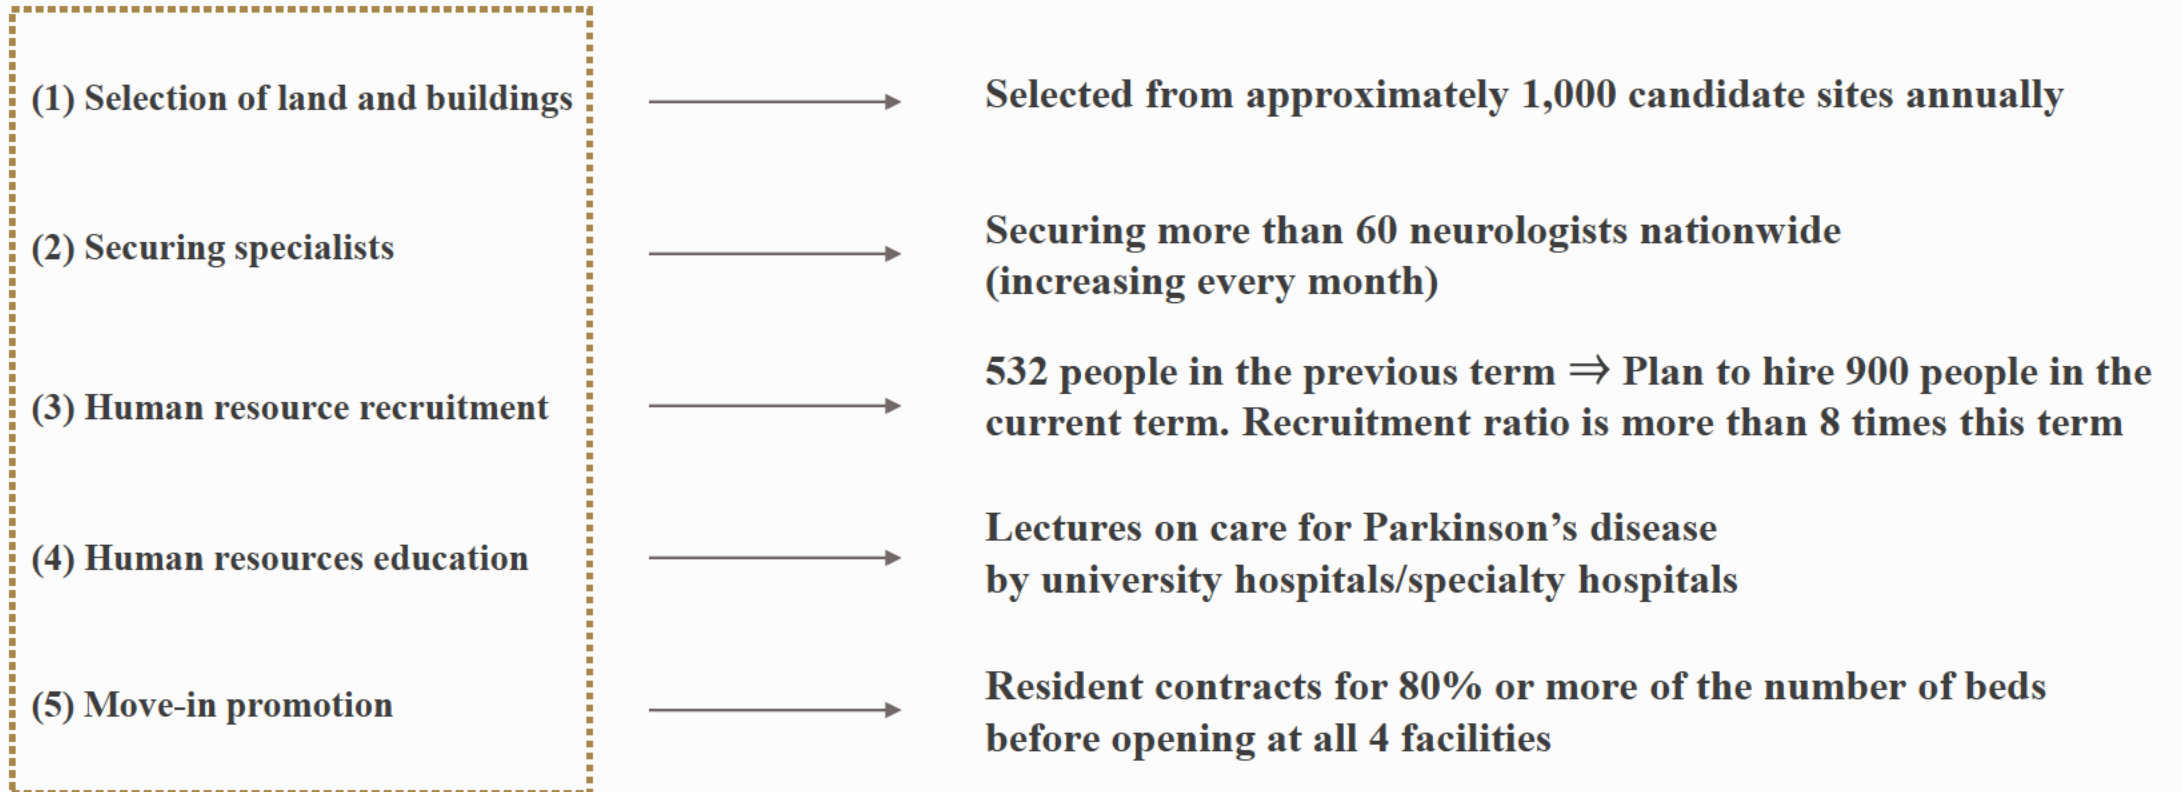 (1) Selection of land and buildings
Selected from approximately 1,000 candidate sites annually
(2) Securing specialists
Securing more than 60 neurologists nationwide
(increasing every month)
(3) Human resource recruitment
532 people in the previous term ⇒ Plan to hire 900 people in the
current term. Recruitment ratio is more than 8 times this term
(4) Human resources education
Lectures on care for Parkinson’s disease
by university hospitals/specialty hospitals
(5) Move-in promotion
Resident contracts for 80% or more of the number of beds
before opening at all 4 facilities